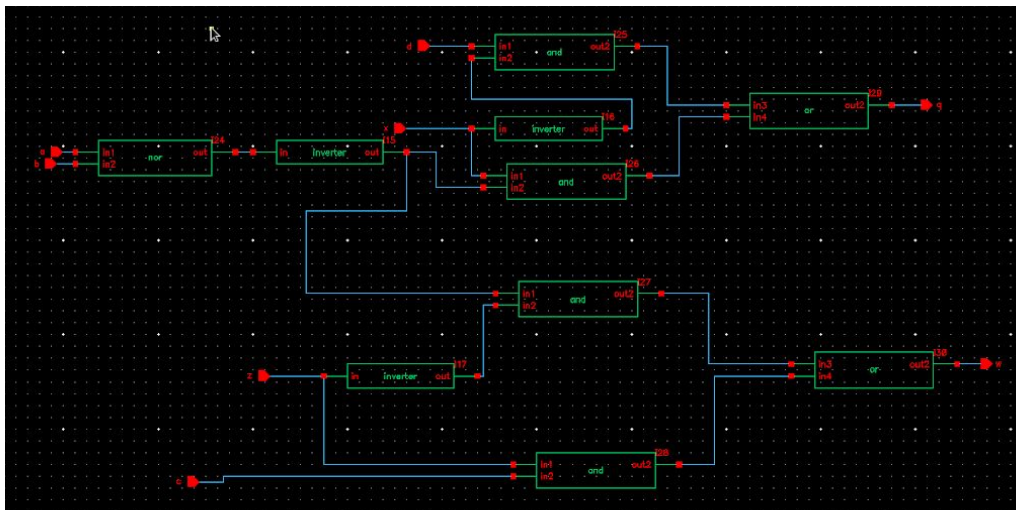 I25
d in1 and out2
in2
I29
in3 or out2 q
in4
I16
x in inverter out
I24
a in1 nor out
b in2
I15
in inverter out
I26
in1 and out2
in2
I27
in1 and out2
in2
I30
in3 or out2 w
in4
I17
z in inverter out
I28
in1 and out2
in2